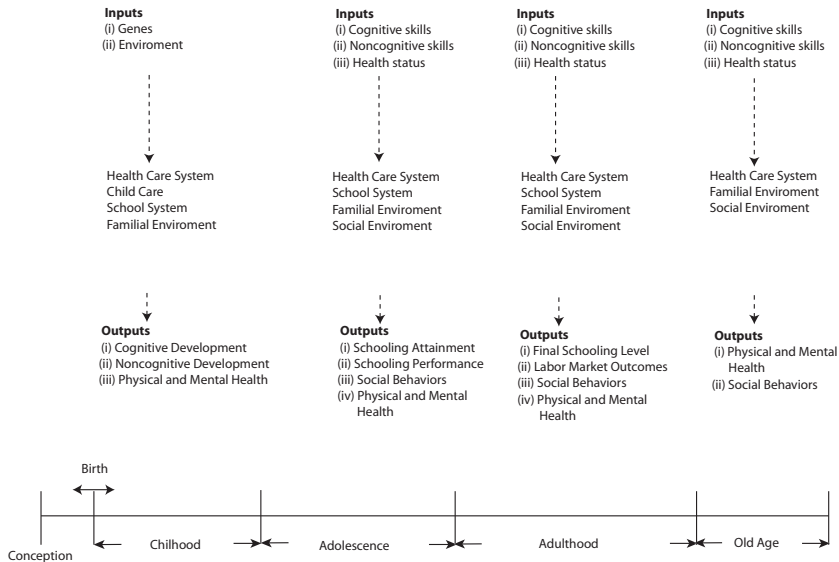 Inputs
(i) Genes
(ii) Enviroment
Health Care System
Child Care
School System
Familial Enviroment
Outputs
(i) Cognitive Development
(ii) Noncognitive Development
(iii) Physical and Mental Health
Inputs
(i) Cognitive skills
(ii) Noncognitive skills
(iii) Health status
Health Care System
School System
Familial Enviroment
Social Enviroment
Outputs
(i) Schooling Attainment
(ii) Schooling Performance
(iii) Social Behaviors
(iv) Physical and Mental
Health
Inputs
(i) Cognitive skills
(ii) Noncognitive skills
(iii) Health status
Health Care System
School System
Familial Enviroment
Social Enviroment
Outputs
(i) Final Schooling Level
(ii) Labor Market Outcomes
(iii) Social Behaviors
(iv) Physical and Mental
Health
Inputs
(i) Cognitive skills
(ii) Noncognitive skills
(iii) Health status
Health Care System
Familial Enviroment
Social Enviroment
Outputs
(i) Physical and Mental
Health
(ii) Social Behaviors
Birth
Conception
Chilhood
Adolescence
Adulthood
Old Age